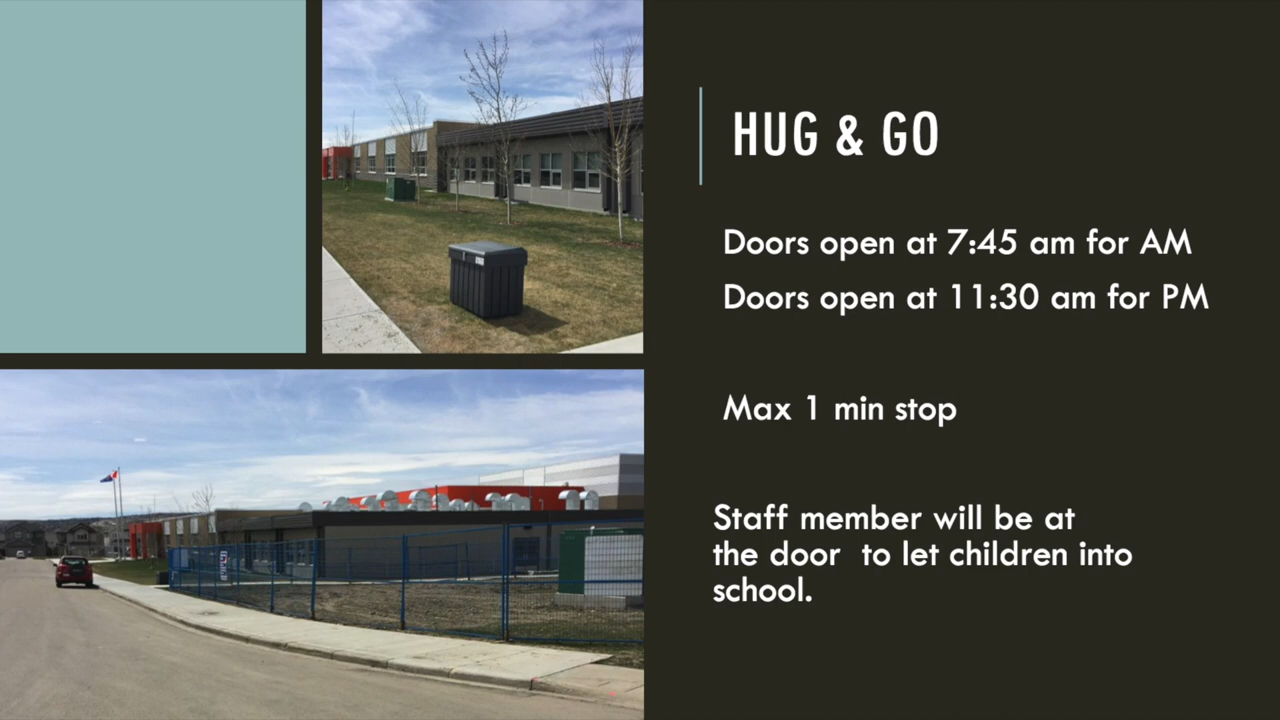 HUG & GO
Doors open at 7:45 am for AM
Doors open at 11:30 am for PM
Max 1 min stop
Staff member will be at
the door  to let children into
school.